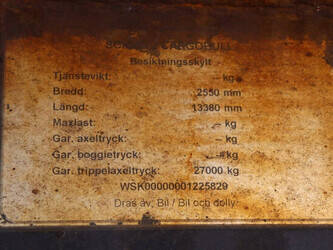 CARGOBULL
Besiktningsskylt
Tjänstevikt: – kg
Bredd: 2550 mm
Längd: 13380 mm
Maxlast: – kg
Gar. axeltryck: – kg
Gar. boggietryck: – kg
Gar. trippelaxeltryck: 27000 kg
WSK00000001225829
Dras av: Bil / Bil och dolly